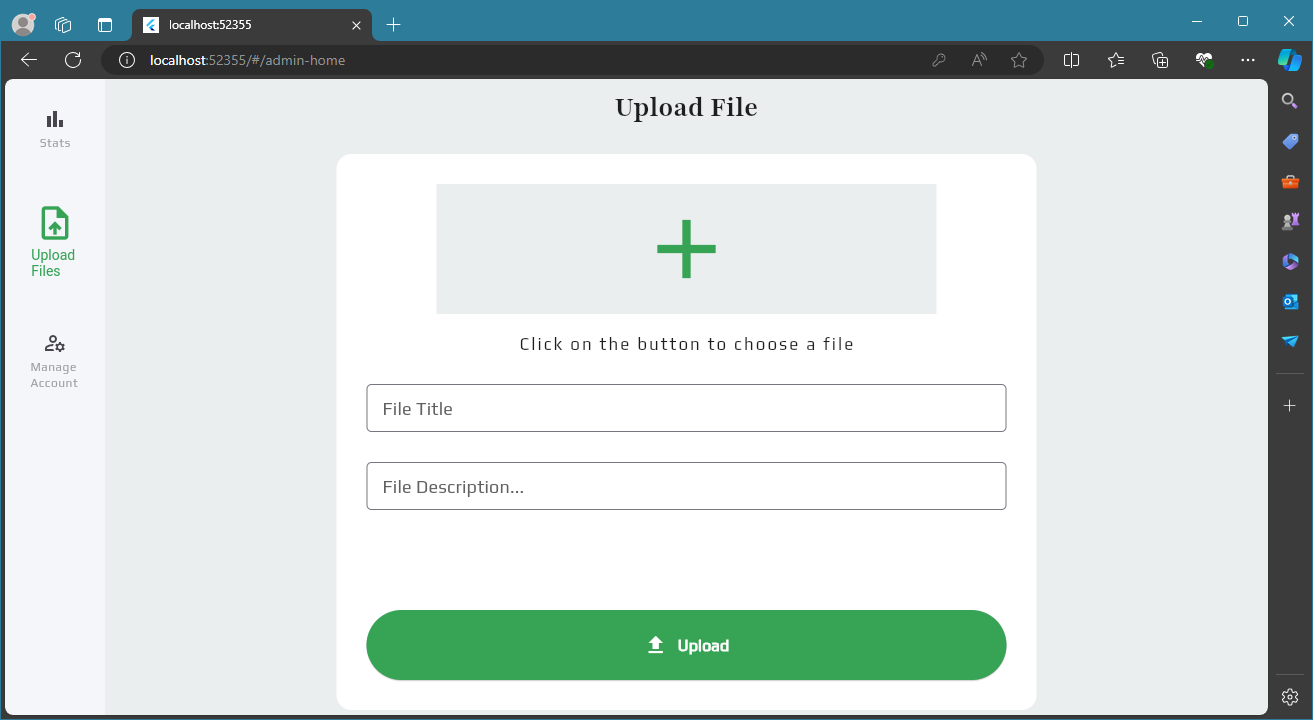 localhost:52355
localhost:52355/#/admin-home
Stats
Upload
Files
Manage
Account
Upload File
Click on the button to choose a file
File Title
File Description...
Upload